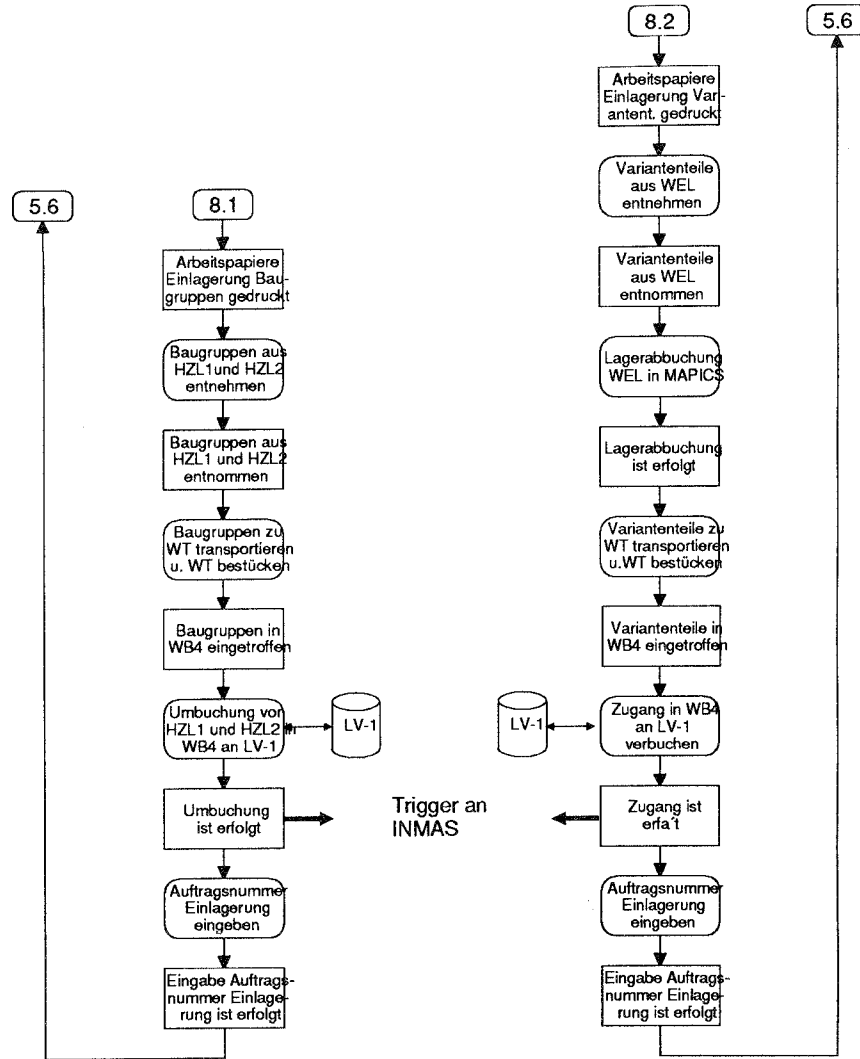 8.2
5.6
Arbeitspapiere
Einlagerung Vari-
antent. gedruckt
Variantenteile
aus WEL
entnehmen
Variantenteile
aus WEL
entnommen
Lagerabbuchung
WEL in MAPICS
Lagerabbuchung
ist erfolgt
Variantenteile zu
WT transportieren
u.WT bestücken
Variantenteile in
WB4 eingetroffen
LV-1
Zugang in WB4
an LV-1
verbuchen
Zugang ist
erfa´t
Auftragsnummer
Einlagerung
eingeben
Eingabe Auftrags-
nummer Einlage-
rung ist erfolgt
5.6
8.1
Arbeitspapiere
Einlagerung Bau-
gruppen gedruckt
Baugruppen aus
HZL1und HZL2
entnehmen
Baugruppen aus
HZL1 und HZL2
entnommen
Baugruppen zu
WT transportieren
u. WT bestücken
Baugruppen in
WB4 eingetroffen
Umbuchung von
HZL1 und HZL2 in
WB4 an LV-1
LV-1
Umbuchung
ist erfolgt
Trigger an
INMAS
Auftragsnummer
Einlagerung
eingeben
Eingabe Auftrags-
nummer Einlage-
rung ist erfolgt